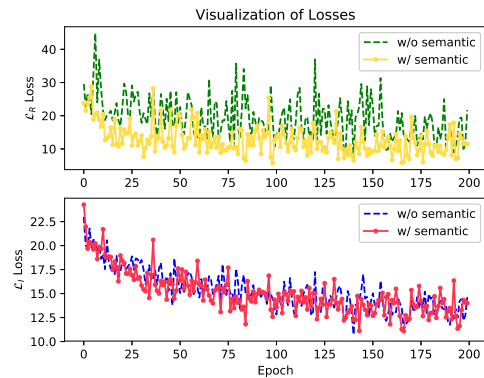 Visualization of Losses
ℒ_R Loss
40
30
20
10
w/o semantic
w/ semantic
0 25 50 75 100 125 150 175 200
ℒ_I Loss
22.5
20.0
17.5
15.0
12.5
10.0
w/o semantic
w/ semantic
0 25 50 75 100 125 150 175 200
Epoch